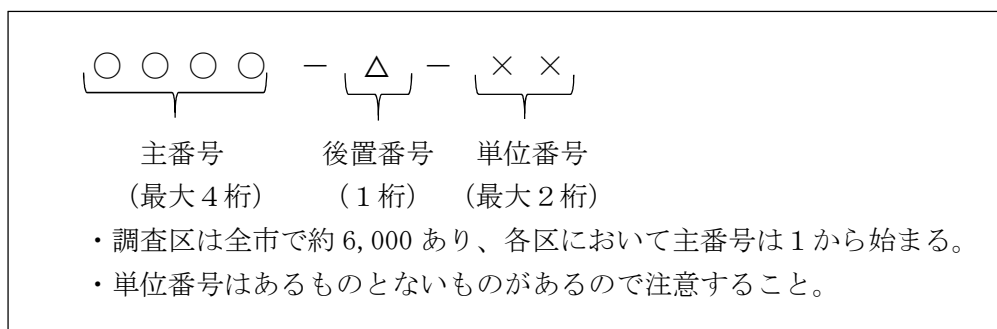 ○ ○ ○ ○ － △ － × ×
主番号 後置番号 単位番号
(最大４桁) (１桁) (最大２桁)
・調査区は全市で約 6,000 あり、各区において主番号は１から始まる。
・単位番号はあるものとないものがあるので注意すること。